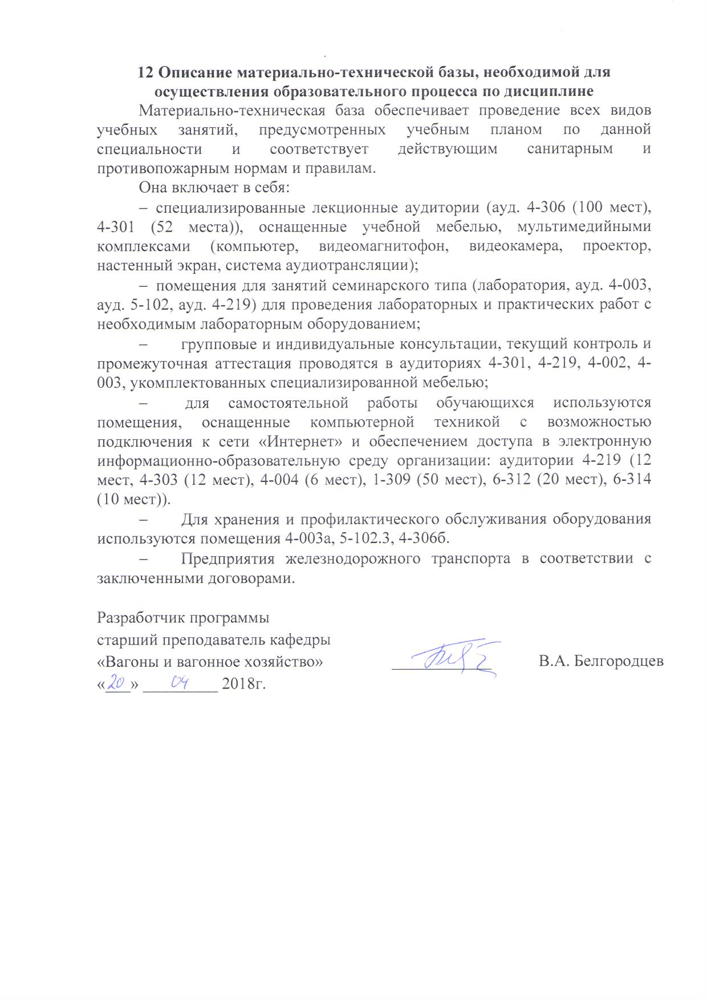 12 Описание материально-технической базы, необходимой для
осуществления образовательного процесса по дисциплине
Материально-техническая база обеспечивает проведение всех видов
учебных занятий, предусмотренных учебным планом по данной
специальности и соответствует действующим санитарным и
противопожарным нормам и правилам.
Она включает в себя:
– специализированные лекционные аудитории (ауд. 4-306 (100 мест),
4-301 (52 места)), оснащенные учебной мебелью, мультимедийными
комплексами (компьютер, видеомагнитофон, видеокамера, проектор,
настенный экран, система аудиотрансляции);
– помещения для занятий семинарского типа (лаборатория, ауд. 4-003,
ауд. 5-102, ауд. 4-219) для проведения лабораторных и практических работ с
необходимым лабораторным оборудованием;
– групповые и индивидуальные консультации, текущий контроль и
промежуточная аттестация проводятся в аудиториях 4-301, 4-219, 4-002, 4-
003, укомплектованных специализированной мебелью;
– для самостоятельной работы обучающихся используются
помещения, оснащенные компьютерной техникой с возможностью
подключения к сети «Интернет» и обеспечением доступа в электронную
информационно-образовательную среду организации: аудитории 4-219 (12
мест, 4-303 (12 мест), 4-004 (6 мест), 1-309 (50 мест), 6-312 (20 мест), 6-314
(10 мест)).
– Для хранения и профилактического обслуживания оборудования
используются помещения 4-003а, 5-102.3, 4-306б.
– Предприятия железнодорожного транспорта в соответствии с
заключенными договорами.
Разработчик программы
старший преподаватель кафедры
«Вагоны и вагонное хозяйство» ____________ В.А. Белгородцев
«20» 04 2018г.